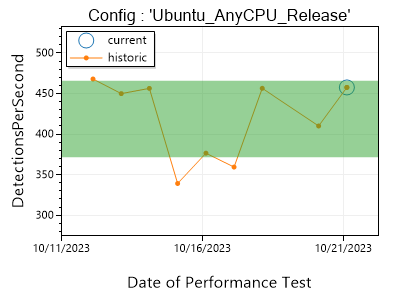 Config : 'Ubuntu_AnyCPU_Release'
current
historic
DetectionsPerSecond
500
450
400
350
300
10/11/2023 10/16/2023 10/21/2023
Date of Performance Test